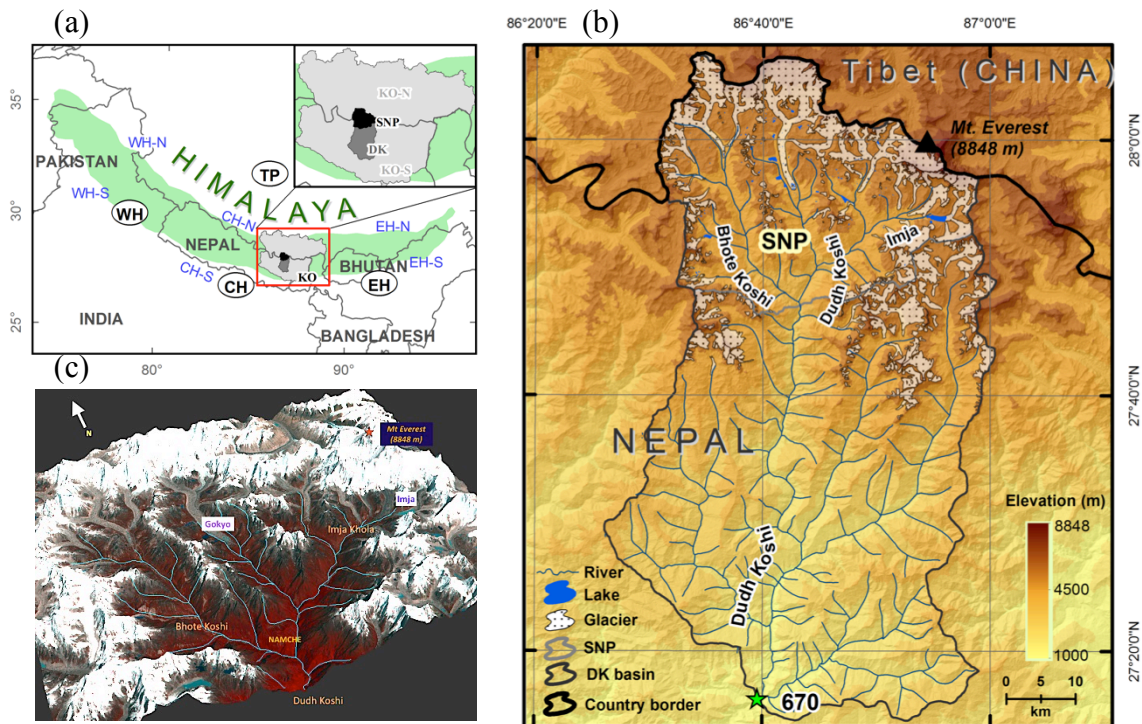 (a)
35°
30°
25°
80°
90°
PAKISTAN
WH-N
WH-S
WH
HIMALAYA
TP
NEPAL
CH-N
CH-S
CH
KO
BHUTAN
EH-N
EH-S
EH
INDIA
BANGLADESH
KO-N
SNP
DK
KO-S
(b)
86°20'0"E
86°40'0"E
87°0'0"E
28°0'0"N
27°40'0"N
27°20'0"N
Tibet (CHINA)
Mt. Everest
(8848 m)
SNP
Bhote Koshi
Dudh Koshi
Imja
NEPAL
Dudh Koshi
670
River
Lake
Glacier
SNP
DK basin
Country border
Elevation (m)
8848
4500
1000
0 5 10
km
(c)
N
Mt Everest
(8848 m)
Imja
Gokyo
Imja Khola
Bhote Koshi
NAMCHE
Dudh Koshi